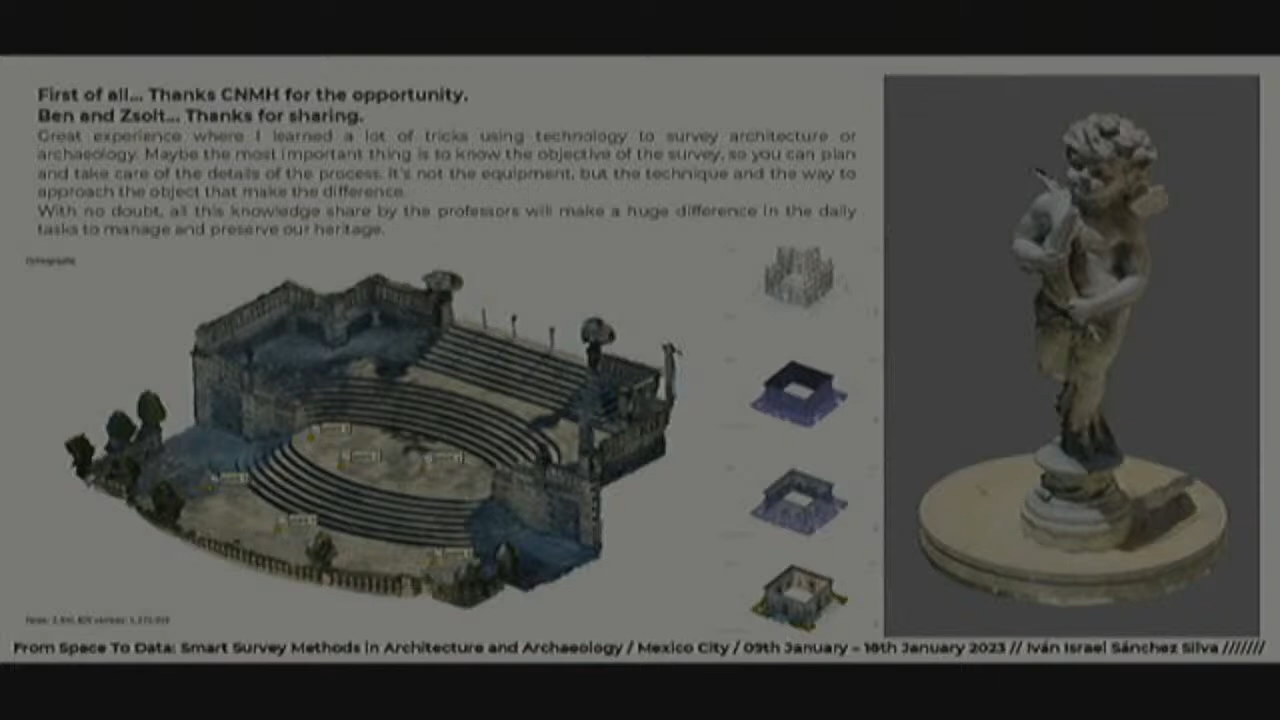 First of all... Thanks CNMH for the opportunity.
Ben and Zsolt... Thanks for sharing.
Great experience where I learned a lot of tricks using technology to survey architecture or
archaeology. Maybe the most important thing is to know the objective of the survey, so you can plan
and take care of the details of the process. It's not the equipment, but the technique and the way to
approach the object that make the difference.
With no doubt, all this knowledge share by the professors will make a huge difference in the daily
tasks to manage and preserve our heritage.
From Space To Data: Smart Survey Methods in Architecture and Archaeology / Mexico City / 09th January - 18th January 2023 // Iván Israel Sánchez Silva ///////